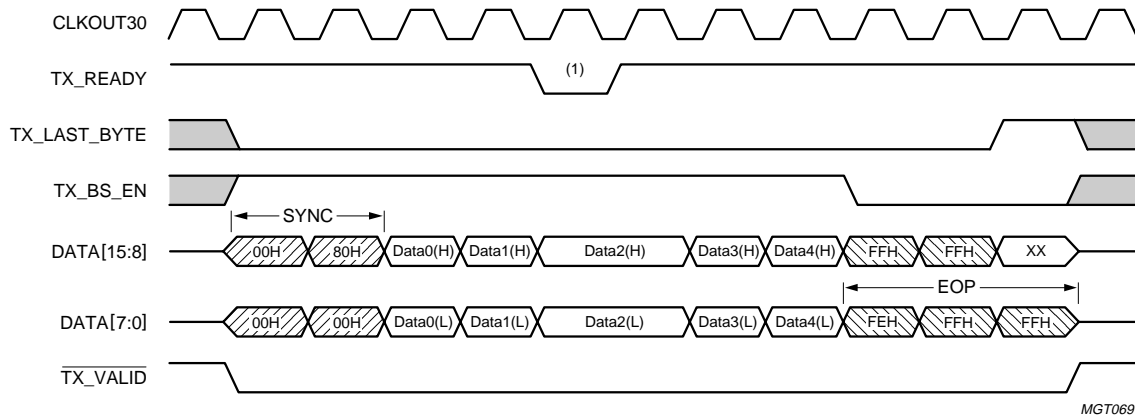 CLKOUT30
TX_READY
(1)
TX_LAST_BYTE
TX_BS_EN
SYNC
DATA[15:8]
00H 80H Data0(H) Data1(H) Data2(H) Data3(H) Data4(H) FFH FFH XX
EOP
DATA[7:0]
00H 00H Data0(L) Data1(L) Data2(L) Data3(L) Data4(L) FEH FFH FFH
TX_VALID
MGT069